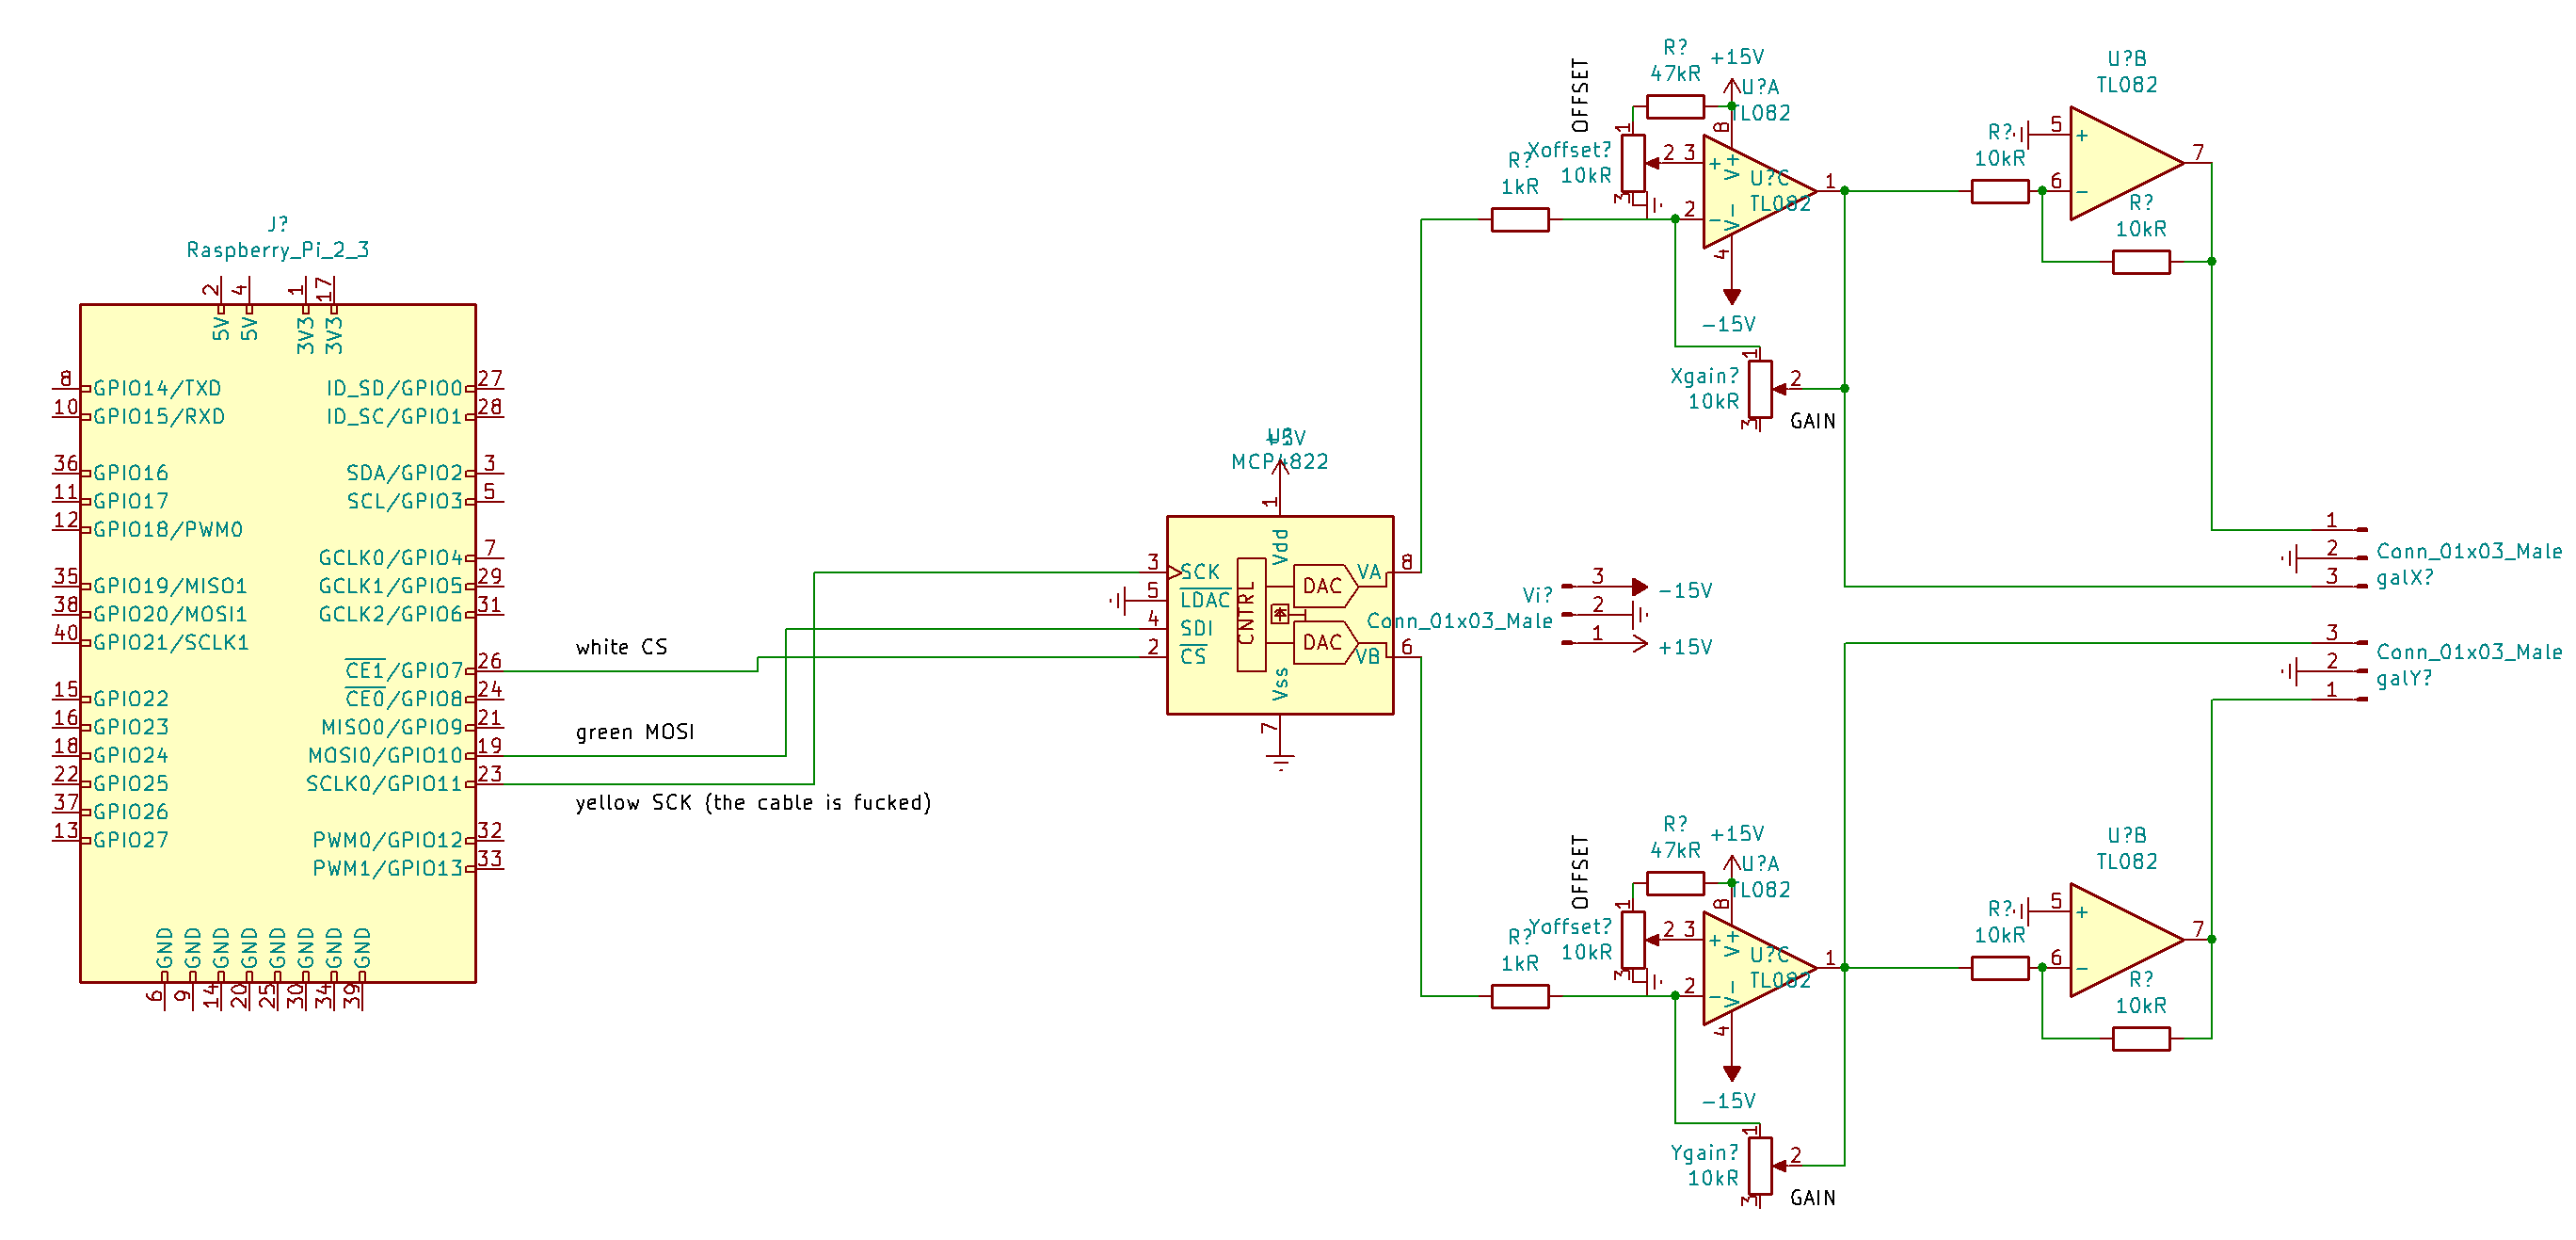 J?
Raspberry_Pi_2_3
2
4
1
17
5V
5V
3V3
3V3
8
GPIO14/TXD
10
GPIO15/RXD
36
GPIO16
11
GPIO17
12
GPIO18/PWM0
35
GPIO19/MISO1
38
GPIO20/MOSI1
40
GPIO21/SCLK1
15
GPIO22
16
GPIO23
18
GPIO24
22
GPIO25
37
GPIO26
13
GPIO27
ID_SD/GPIO0
27
ID_SC/GPIO1
28
SDA/GPIO2
3
SCL/GPIO3
5
GCLK0/GPIO4
7
GCLK1/GPIO5
29
GCLK2/GPIO6
31
CE1/GPIO7
26
CE0/GPIO8
24
MISO0/GPIO9
21
MOSI0/GPIO10
19
SCLK0/GPIO11
23
PWM0/GPIO12
32
PWM1/GPIO13
33
GND
GND
GND
GND
GND
GND
GND
GND
6
9
14
20
25
30
34
39
white CS
green MOSI
yellow SCK (the cable is fucked)
U?
+5V
MCP4822
1
Vdd
3
SCK
5
LDAC
4
SDI
2
CS
CNTRL
DAC
DAC
VA
8
VB
6
Vss
7
R?
1kR
OFFSET
Xoffset?
10kR
1
2
3
R?
47kR
+15V
U?A
TL082
8
3
+
V+
U?C
TL082
1
2
-
V-
4
-15V
Xgain?
10kR
1
2
3
GAIN
R?
10kR
U?B
TL082
5
+
6
-
7
R?
10kR
Vi?
Conn_01x03_Male
3
-15V
2
1
+15V
1
2
3
Conn_01x03_Male
galX?
3
2
1
Conn_01x03_Male
galY?
R?
1kR
OFFSET
Yoffset?
10kR
1
2
3
R?
47kR
+15V
U?A
TL082
8
3
+
V+
U?C
TL082
1
2
-
V-
4
-15V
Ygain?
10kR
1
2
3
GAIN
R?
10kR
U?B
TL082
5
+
6
-
7
R?
10kR